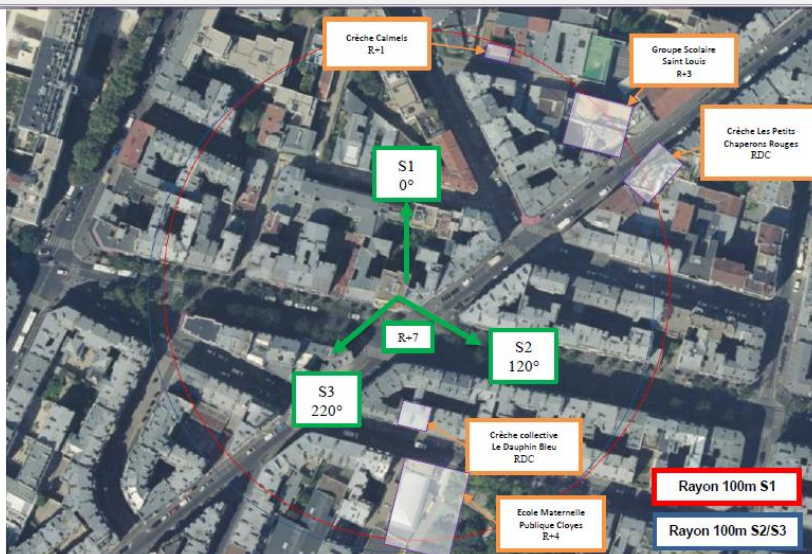 Crèche Calmels
R+1
Groupe Scolaire
Saint Louis
R+3
Crèche Les Petits
Chaperons Rouges
RDC
S1
0°
R+7
S2
120°
S3
220°
Crèche collective
Le Dauphin Bleu
RDC
Ecole Maternelle
Publique Cloyes
R+4
Rayon 100m S1
Rayon 100m S2/S3